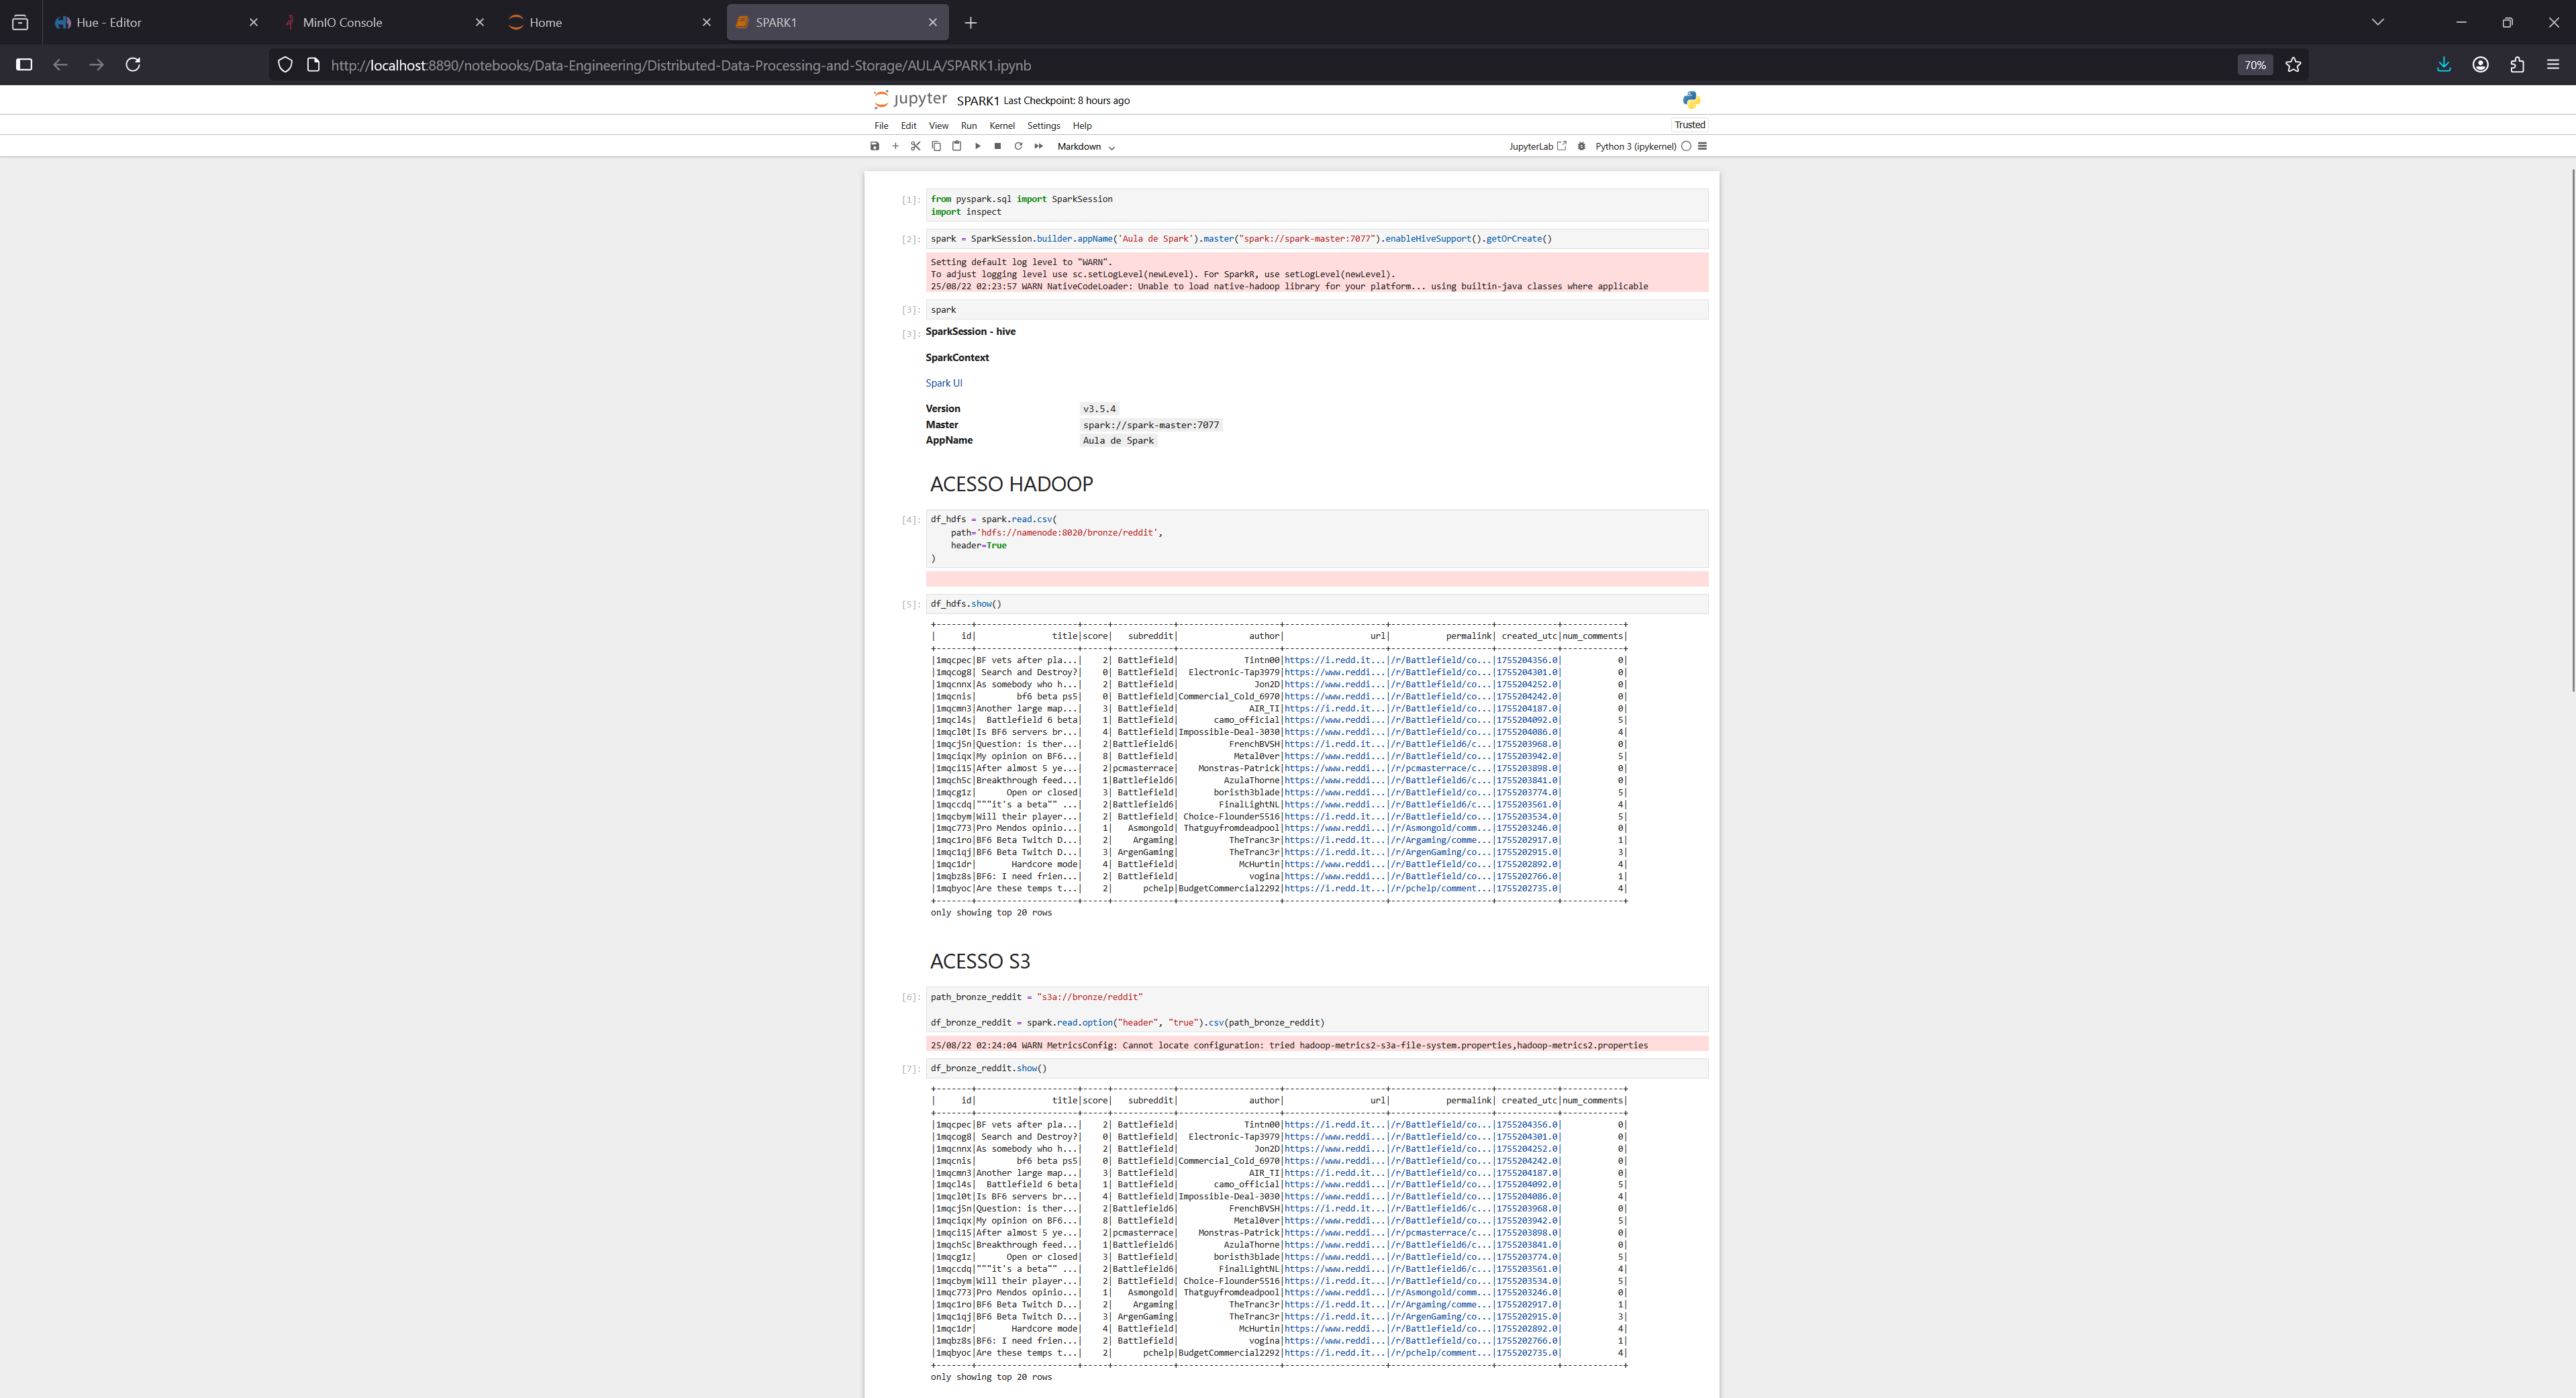 Hue - Editor
MinIO Console
Home
SPARK1
http://localhost:8890/notebooks/Data-Engineering/Distributed-Data-Processing-and-Storage/AULA/SPARK1.ipynb
70%
jupyter SPARK1 Last Checkpoint: 8 hours ago
File Edit View Run Kernel Settings Help
Trusted
Markdown
JupyterLab
Python 3 (ipykernel)
[1]: from pyspark.sql import SparkSession
import inspect
[2]: spark = SparkSession.builder.appName('Aula de Spark').master("spark://spark-master:7077").enableHiveSupport().getOrCreate()
Setting default log level to "WARN".
To adjust logging level use sc.setLogLevel(newLevel). For SparkR, use setLogLevel(newLevel).
25/08/22 02:23:57 WARN NativeCodeLoader: Unable to load native-hadoop library for your platform... using builtin-java classes where applicable
[3]: spark
[3]: SparkSession - hive
SparkContext
Spark UI
Version v3.5.4
Master spark://spark-master:7077
AppName Aula de Spark
ACESSO HADOOP
[4]: df_hdfs = spark.read.csv(
path='hdfs://namenode:8020/bronze/reddit',
header=True
)
[5]: df_hdfs.show()
+-------+--------------------+-----+------------+--------------------+--------------------+--------------------+------------+------------+
| id| title|score| subreddit| author| url| permalink| created_utc|num_comments|
+-------+--------------------+-----+------------+--------------------+--------------------+--------------------+------------+------------+
|1mqcpec|BF vets after pla...| 2| Battlefield| Tintn00|https://i.redd.it...|/r/Battlefield/co...|1755204356.0| 0|
|1mqcog8| Search and Destroy?| 0| Battlefield| Electronic-Tap3979|https://www.reddi...|/r/Battlefield/co...|1755204301.0| 0|
|1mqcnnx|As somebody who h...| 2| Battlefield| Jon2D|https://www.reddi...|/r/Battlefield/co...|1755204252.0| 0|
|1mqcnis| bf6 beta ps5| 0| Battlefield|Commercial_Cold_6970|https://www.reddi...|/r/Battlefield/co...|1755204242.0| 0|
|1mqcmn3|Another large map...| 3| Battlefield| AIR_TI|https://i.redd.it...|/r/Battlefield/co...|1755204187.0| 0|
|1mqcl4s| Battlefield 6 beta| 1| Battlefield| camo_official|https://www.reddi...|/r/Battlefield/co...|1755204092.0| 5|
|1mqcl0t|Is BF6 servers br...| 4| Battlefield|Impossible-Deal-3030|https://www.reddi...|/r/Battlefield/co...|1755204086.0| 4|
|1mqcj5n|Question: is ther...| 2|Battlefield6| FrenchBVSH|https://i.redd.it...|/r/Battlefield6/c...|1755203968.0| 0|
|1mqciqx|My opinion on BF6...| 8| Battlefield| Metal0ver|https://www.reddi...|/r/Battlefield/co...|1755203942.0| 5|
|1mqci15|After almost 5 ye...| 2|pcmasterrace| Monstras-Patrick|https://www.reddi...|/r/pcmasterrace/c...|1755203898.0| 0|
|1mqch5c|Breakthrough feed...| 1|Battlefield6| AzulaThorne|https://www.reddi...|/r/Battlefield6/c...|1755203841.0| 0|
|1mqcg1z| Open or closed| 3| Battlefield| boristh3blade|https://www.reddi...|/r/Battlefield/co...|1755203774.0| 5|
|1mqccdq|"""it's a beta"" ...| 2|Battlefield6| FinalLightNL|https://www.reddi...|/r/Battlefield6/c...|1755203561.0| 4|
|1mqcbym|Will their player...| 2| Battlefield| Choice-Flounder5516|https://i.redd.it...|/r/Battlefield/co...|1755203534.0| 5|
|1mqc773|Pro Mendos opinio...| 1| Asmongold| Thatguyfromdeadpool|https://www.reddi...|/r/Asmongold/comm...|1755203246.0| 0|
|1mqc1ro|BF6 Beta Twitch D...| 2| Argaming| TheTranc3r|https://i.redd.it...|/r/Argaming/comme...|1755202917.0| 1|
|1mqc1qj|BF6 Beta Twitch D...| 3| ArgenGaming| TheTranc3r|https://i.redd.it...|/r/ArgenGaming/co...|1755202915.0| 3|
|1mqc1dr| Hardcore mode| 4| Battlefield| McHurtin|https://www.reddi...|/r/Battlefield/co...|1755202892.0| 4|
|1mqbz8s|BF6: I need frien...| 2| Battlefield| vogina|https://www.reddi...|/r/Battlefield/co...|1755202766.0| 1|
|1mqbyoc|Are these temps t...| 2| pchelp|BudgetCommercial2292|https://i.redd.it...|/r/pchelp/comment...|1755202735.0| 4|
+-------+--------------------+-----+------------+--------------------+--------------------+--------------------+------------+------------+
only showing top 20 rows
ACESSO S3
[6]: path_bronze_reddit = "s3a://bronze/reddit"
df_bronze_reddit = spark.read.option("header", "true").csv(path_bronze_reddit)
25/08/22 02:24:04 WARN MetricsConfig: Cannot locate configuration: tried hadoop-metrics2-s3a-file-system.properties,hadoop-metrics2.properties
[7]: df_bronze_reddit.show()
+-------+--------------------+-----+------------+--------------------+--------------------+--------------------+------------+------------+
| id| title|score| subreddit| author| url| permalink| created_utc|num_comments|
+-------+--------------------+-----+------------+--------------------+--------------------+--------------------+------------+------------+
|1mqcpec|BF vets after pla...| 2| Battlefield| Tintn00|https://i.redd.it...|/r/Battlefield/co...|1755204356.0| 0|
|1mqcog8| Search and Destroy?| 0| Battlefield| Electronic-Tap3979|https://www.reddi...|/r/Battlefield/co...|1755204301.0| 0|
|1mqcnnx|As somebody who h...| 2| Battlefield| Jon2D|https://www.reddi...|/r/Battlefield/co...|1755204252.0| 0|
|1mqcnis| bf6 beta ps5| 0| Battlefield|Commercial_Cold_6970|https://www.reddi...|/r/Battlefield/co...|1755204242.0| 0|
|1mqcmn3|Another large map...| 3| Battlefield| AIR_TI|https://i.redd.it...|/r/Battlefield/co...|1755204187.0| 0|
|1mqcl4s| Battlefield 6 beta| 1| Battlefield| camo_official|https://www.reddi...|/r/Battlefield/co...|1755204092.0| 5|
|1mqcl0t|Is BF6 servers br...| 4| Battlefield|Impossible-Deal-3030|https://www.reddi...|/r/Battlefield/co...|1755204086.0| 4|
|1mqcj5n|Question: is ther...| 2|Battlefield6| FrenchBVSH|https://i.redd.it...|/r/Battlefield6/c...|1755203968.0| 0|
|1mqciqx|My opinion on BF6...| 8| Battlefield| Metal0ver|https://www.reddi...|/r/Battlefield/co...|1755203942.0| 5|
|1mqci15|After almost 5 ye...| 2|pcmasterrace| Monstras-Patrick|https://www.reddi...|/r/pcmasterrace/c...|1755203898.0| 0|
|1mqch5c|Breakthrough feed...| 1|Battlefield6| AzulaThorne|https://www.reddi...|/r/Battlefield6/c...|1755203841.0| 0|
|1mqcg1z| Open or closed| 3| Battlefield| boristh3blade|https://www.reddi...|/r/Battlefield/co...|1755203774.0| 5|
|1mqccdq|"""it's a beta"" ...| 2|Battlefield6| FinalLightNL|https://www.reddi...|/r/Battlefield6/c...|1755203561.0| 4|
|1mqcbym|Will their player...| 2| Battlefield| Choice-Flounder5516|https://i.redd.it...|/r/Battlefield/co...|1755203534.0| 5|
|1mqc773|Pro Mendos opinio...| 1| Asmongold| Thatguyfromdeadpool|https://www.reddi...|/r/Asmongold/comm...|1755203246.0| 0|
|1mqc1ro|BF6 Beta Twitch D...| 2| Argaming| TheTranc3r|https://i.redd.it...|/r/Argaming/comme...|1755202917.0| 1|
|1mqc1qj|BF6 Beta Twitch D...| 3| ArgenGaming| TheTranc3r|https://i.redd.it...|/r/ArgenGaming/co...|1755202915.0| 3|
|1mqc1dr| Hardcore mode| 4| Battlefield| McHurtin|https://www.reddi...|/r/Battlefield/co...|1755202892.0| 4|
|1mqbz8s|BF6: I need frien...| 2| Battlefield| vogina|https://www.reddi...|/r/Battlefield/co...|1755202766.0| 1|
|1mqbyoc|Are these temps t...| 2| pchelp|BudgetCommercial2292|https://i.redd.it...|/r/pchelp/comment...|1755202735.0| 4|
+-------+--------------------+-----+------------+--------------------+--------------------+--------------------+------------+------------+
only showing top 20 rows